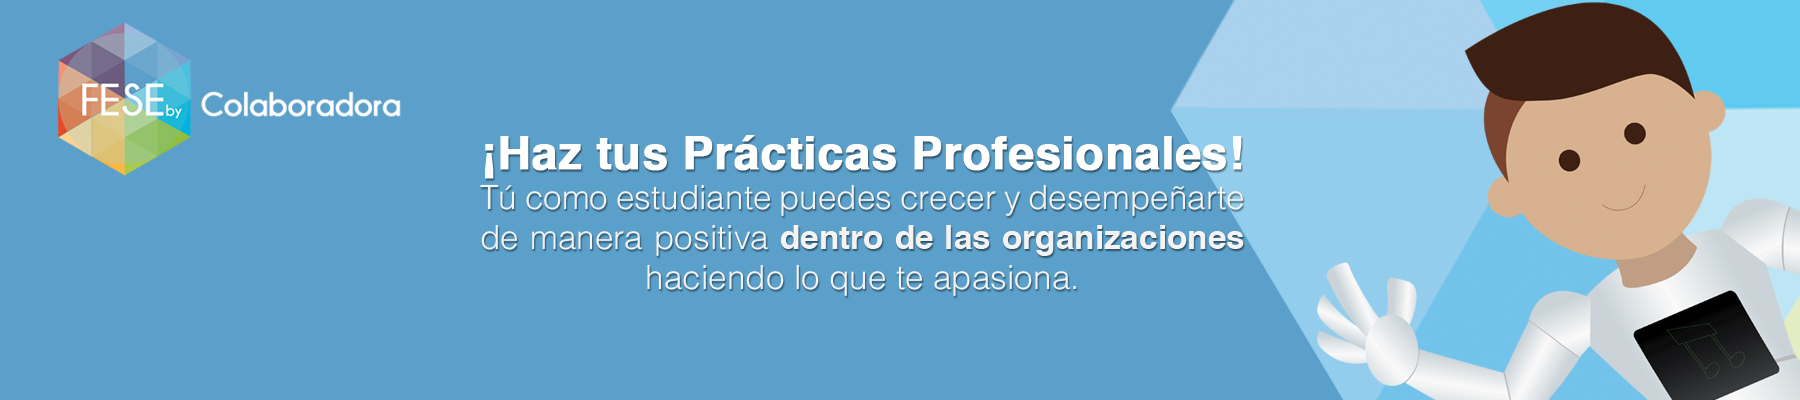 FESE by Colaboradora
¡Haz tus Prácticas Profesionales!
Tú como estudiante puedes crecer y desempeñarte
de manera positiva dentro de las organizaciones
haciendo lo que te apasiona.